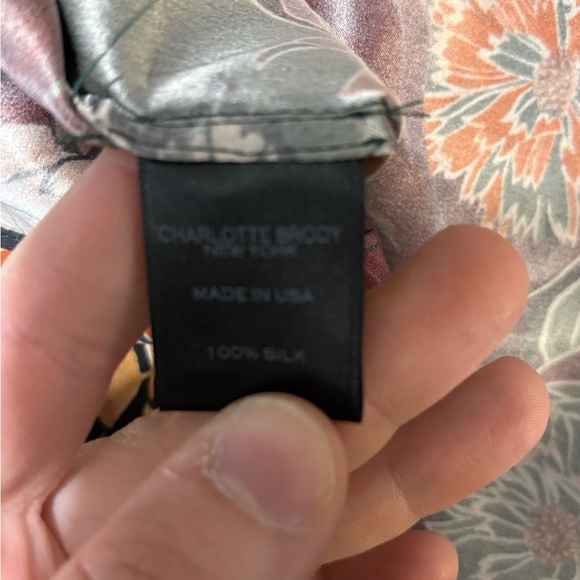 CHARLOTTE BRODY
NEW YORK
MADE IN USA
100% SILK